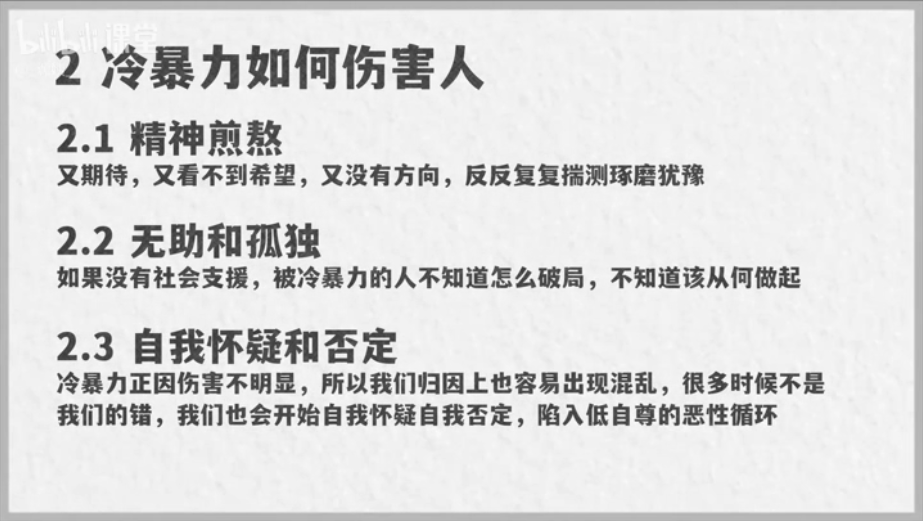 bilibili课堂
2 冷暴力如何伤害人
2.1 精神煎熬
又期待，又看不到希望，又没有方向，反反复复揣测琢磨犹豫
2.2 无助和孤独
如果没有社会支援，被冷暴力的人不知道怎么破局，不知道该从何做起
2.3 自我怀疑和否定
冷暴力正因伤害不明显，所以我们归因上也容易出现混乱，很多时候不是
我们的错，我们也会开始自我怀疑自我否定，陷入低自尊的恶性循环